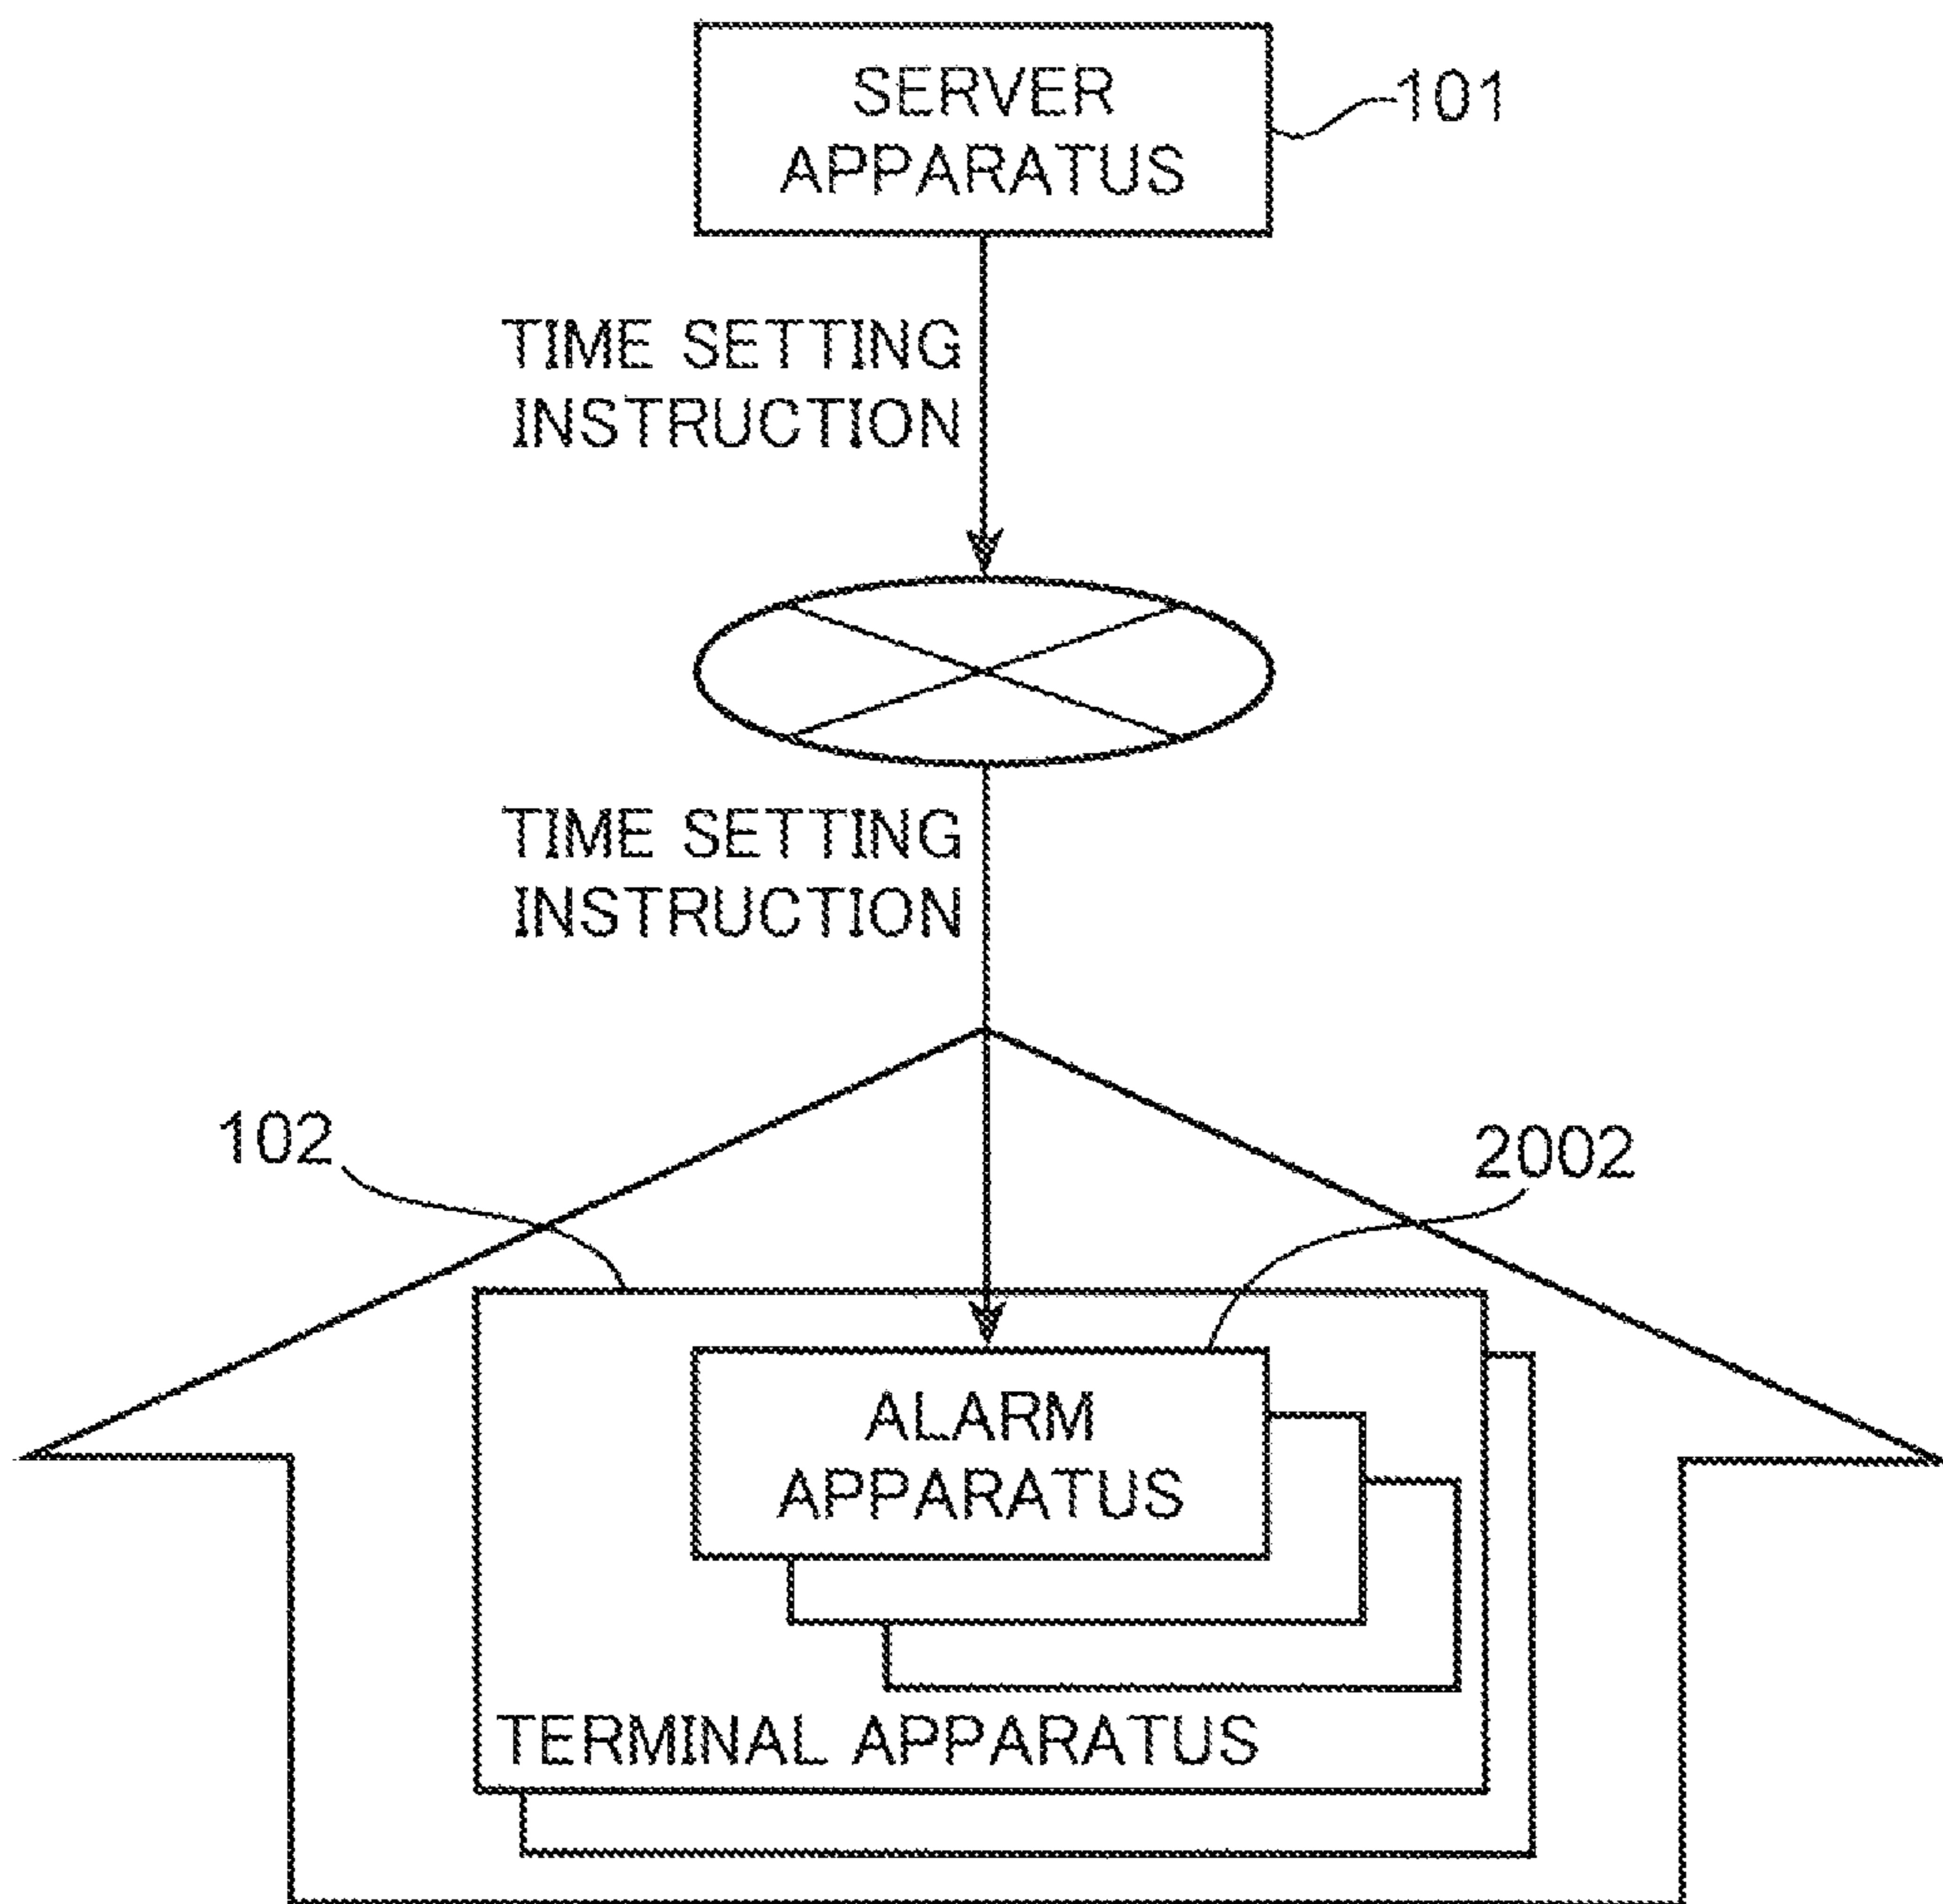 SERVER
APPARATUS
101
TIME SETTING
INSTRUCTION
TIME SETTING
INSTRUCTION
102
2002
ALARM
APPARATUS
TERMINAL APPARATUS